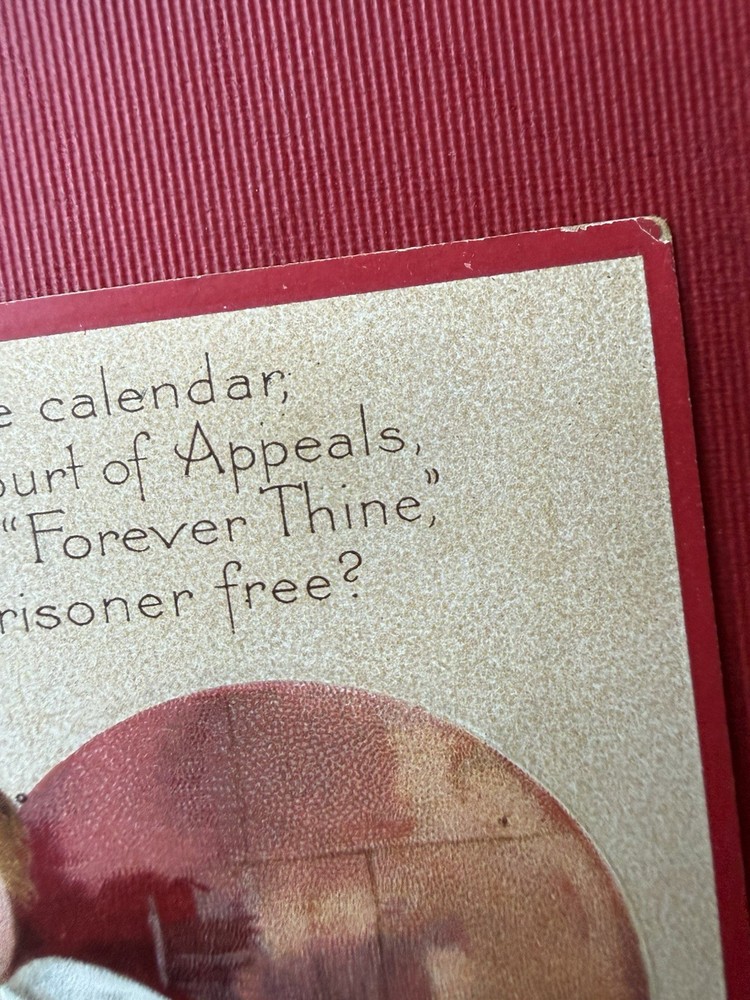 e calendar,
ourt of Appeals,
“Forever Thine,”
risoner free?